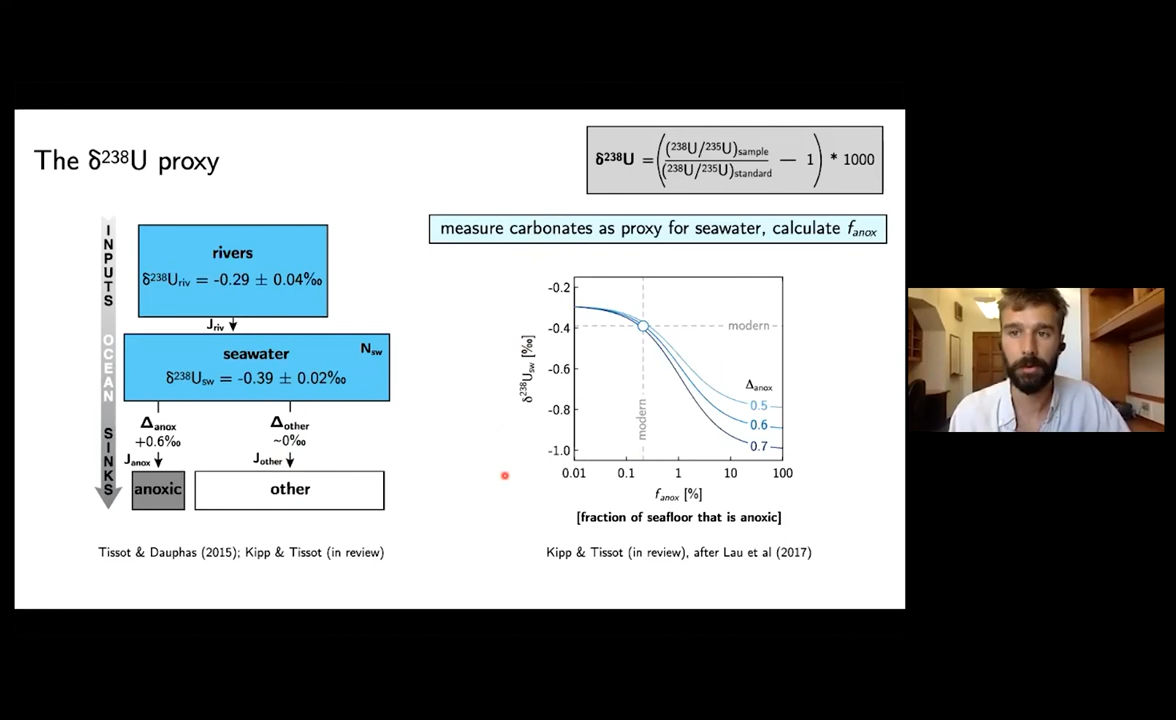 The δ²³⁸U proxy
δ²³⁸U = ( (²³⁸U/²³⁵U)sample / (²³⁸U/²³⁵U)standard − 1 ) * 1000
measure carbonates as proxy for seawater, calculate fanox
INPUTS OCEAN SINKS
rivers
δ²³⁸Uriv = -0.29 ± 0.04‰
Jriv
seawater
Nsw
δ²³⁸Usw = -0.39 ± 0.02‰
Δanox
+0.6‰
Δother
~0‰
Janox
Jother
anoxic
other
Tissot & Dauphas (2015); Kipp & Tissot (in review)
δ²³⁸Usw [‰]
-0.2
-0.4
-0.6
-0.8
-1.0
modern
modern
Δanox
0.5
0.6
0.7
0.01 0.1 1 10 100
fanox [%]
[fraction of seafloor that is anoxic]
Kipp & Tissot (in review), after Lau et al (2017)